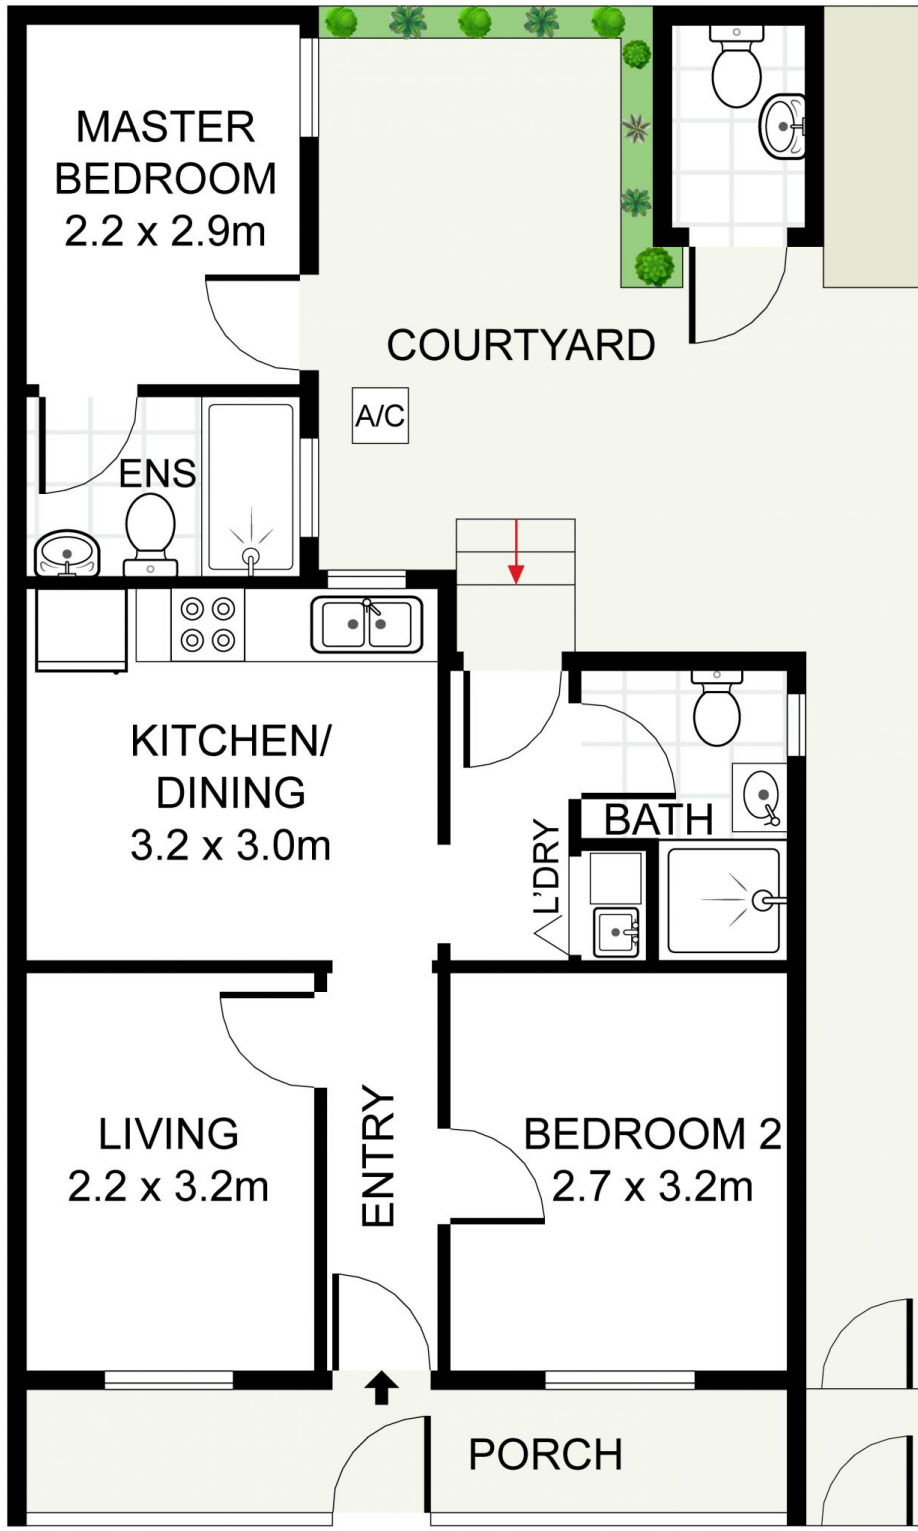 MASTER
BEDROOM
2.2 x 2.9m
COURTYARD
A/C
ENS
KITCHEN/
DINING
3.2 x 3.0m
BATH
L'DRY
LIVING
2.2 x 3.2m
ENTRY
BEDROOM 2
2.7 x 3.2m
PORCH